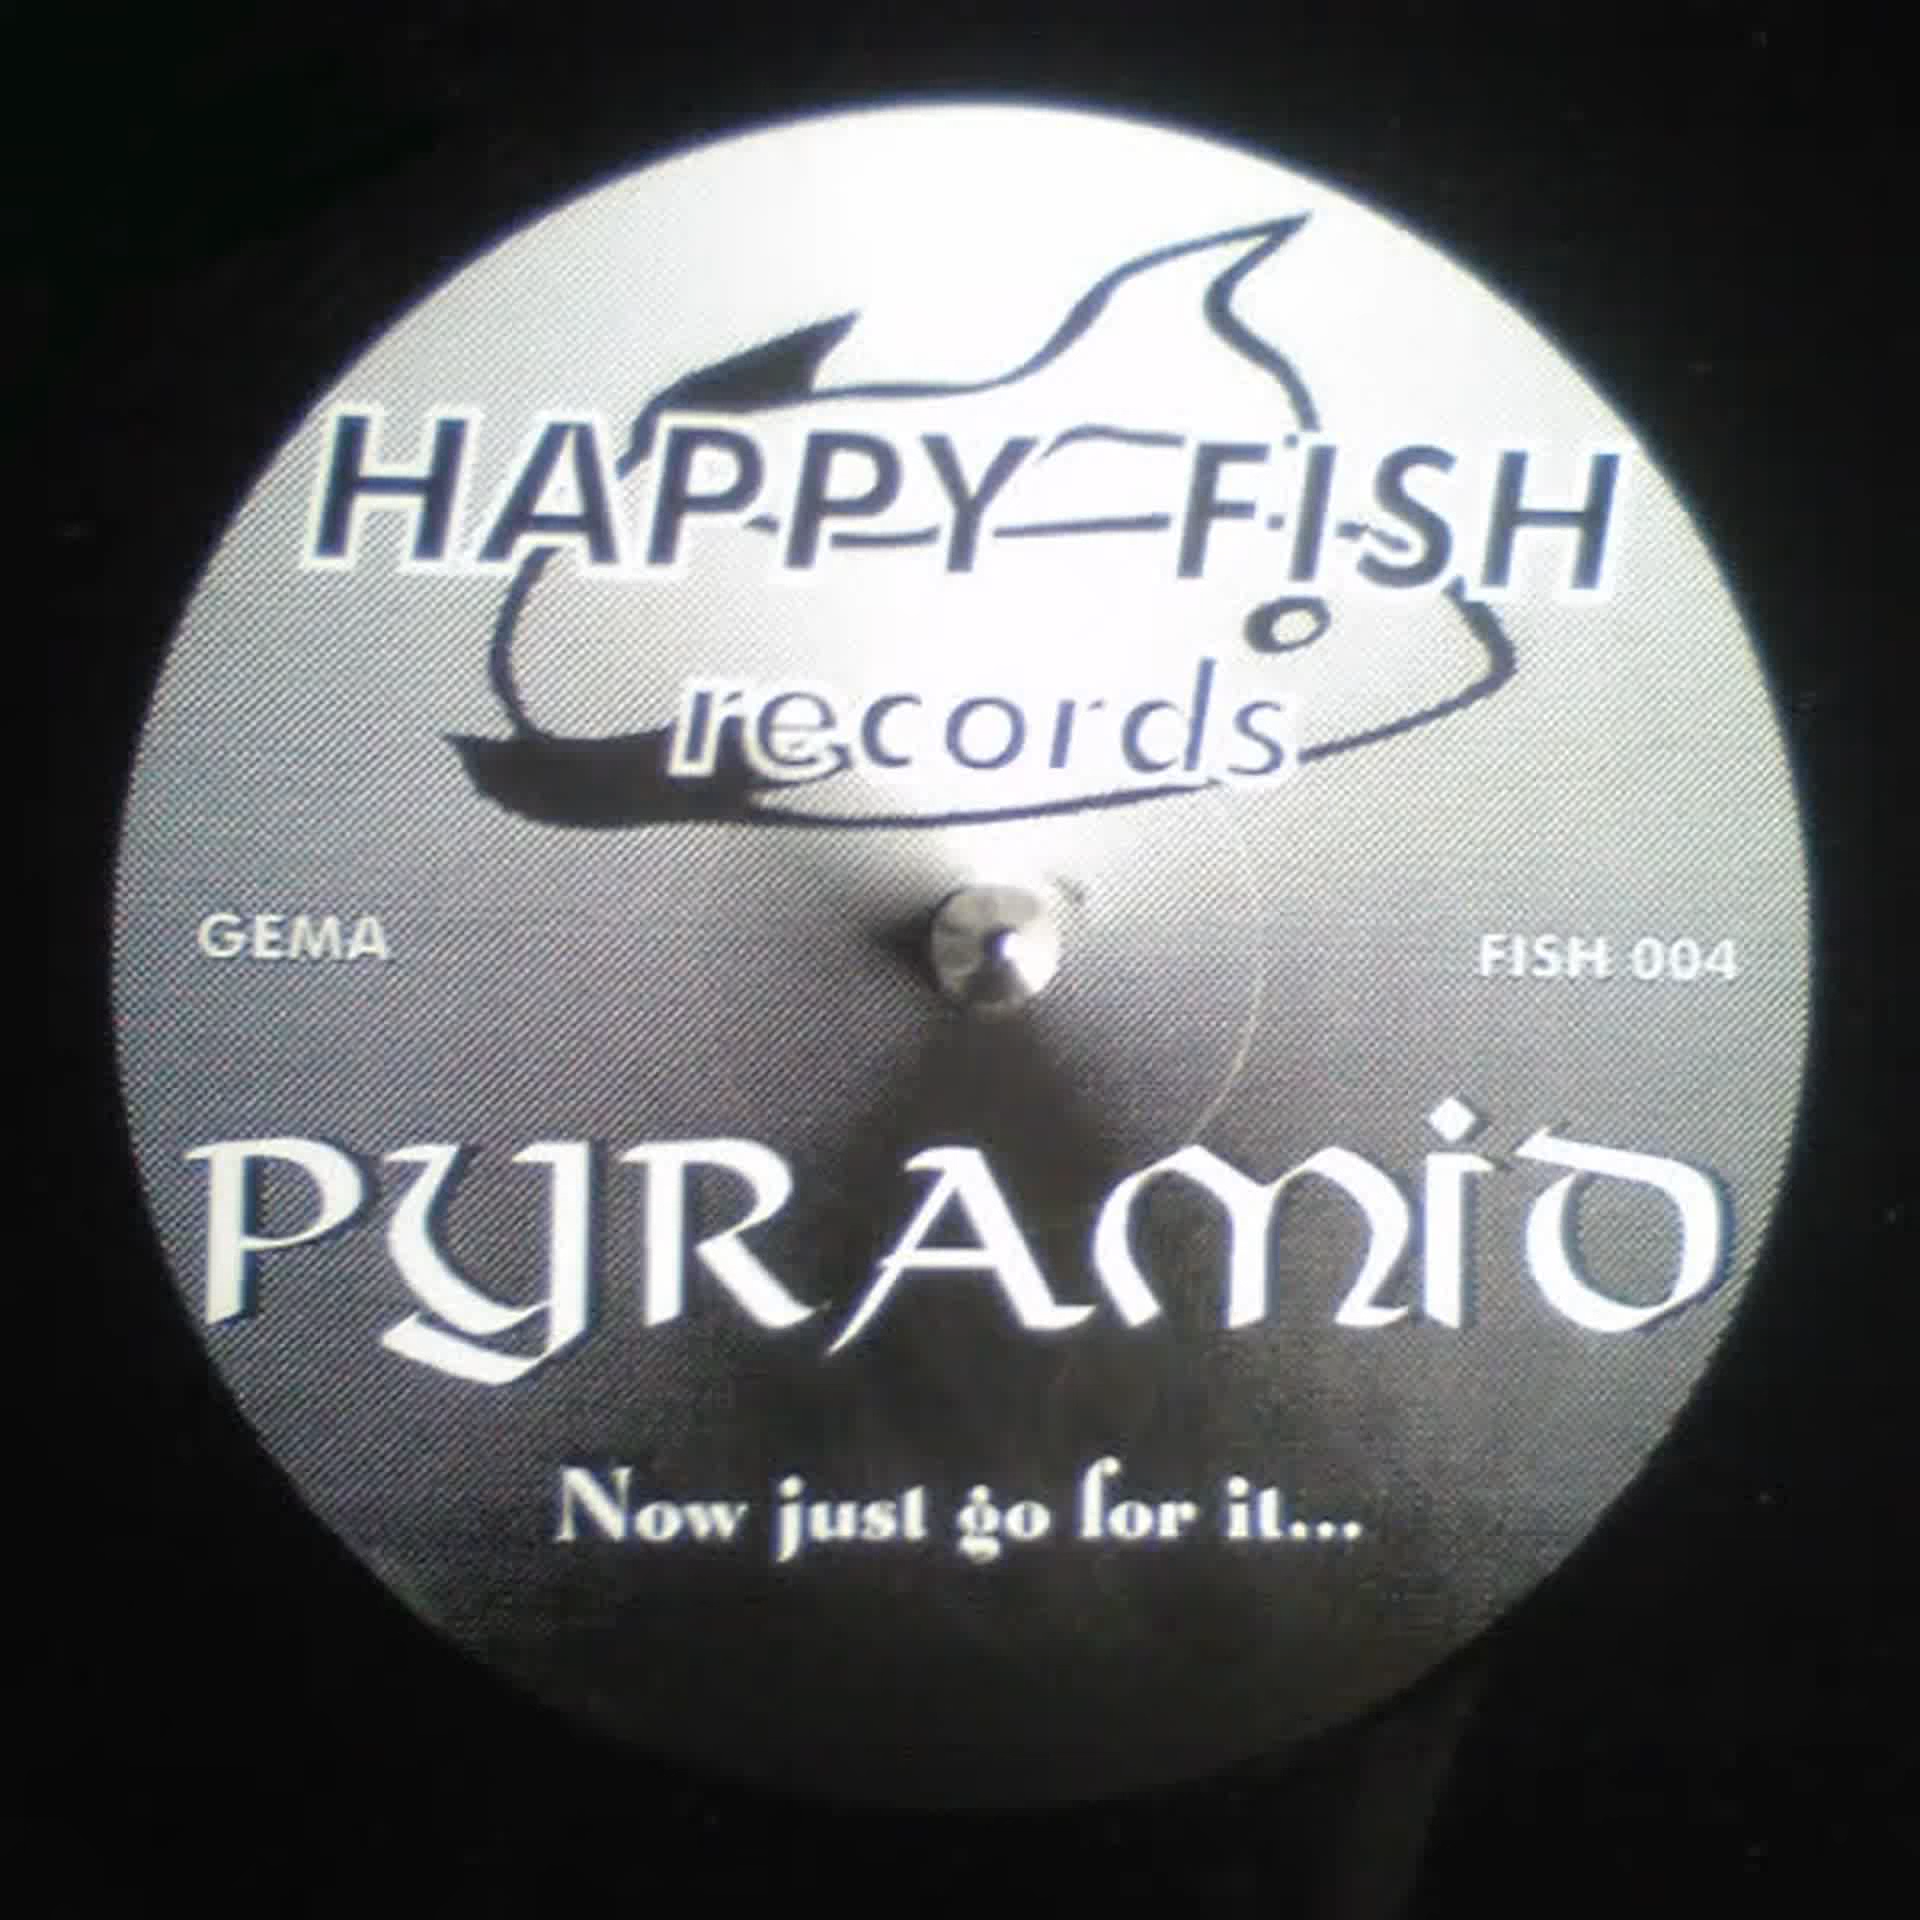 HAPPY FISH
records
GEMA
FISH 004
PYRAMID
Now just go for it...